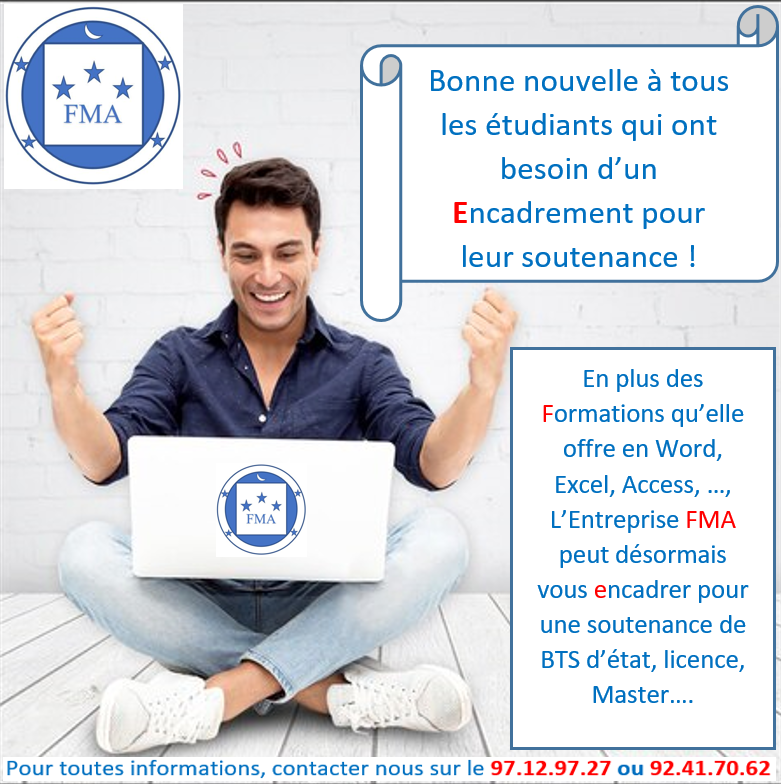 FMA
Bonne nouvelle à tous
les étudiants qui ont
besoin d’un
Encadrement pour
leur soutenance !
FMA
En plus des
Formations qu’elle
offre en Word,
Excel, Access, …,
L’Entreprise FMA
peut désormais
vous encadrer pour
une soutenance de
BTS d’état, licence,
Master….
Pour toutes informations, contacter nous sur le 97.12.97.27 ou 92.41.70.62